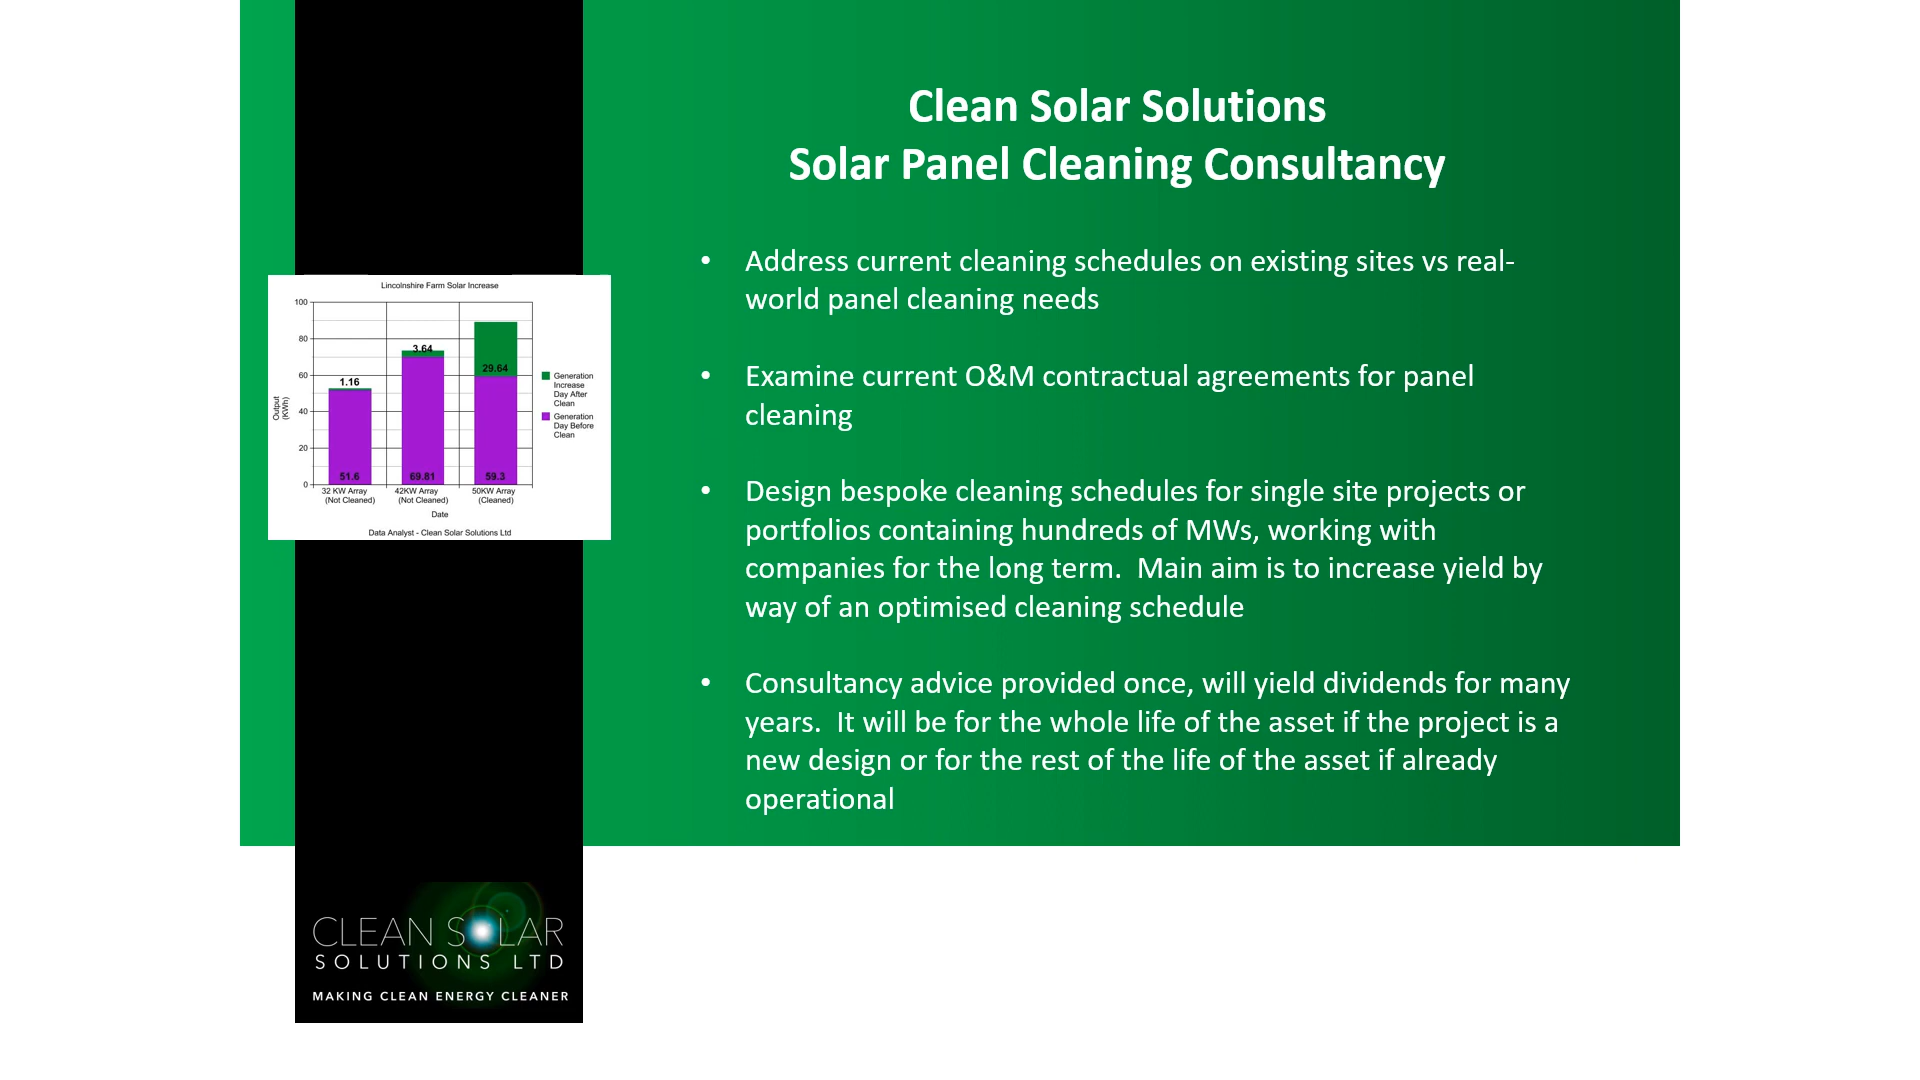 Clean Solar Solutions
Solar Panel Cleaning Consultancy
• Address current cleaning schedules on existing sites vs real-
world panel cleaning needs
• Examine current O&M contractual agreements for panel
cleaning
• Design bespoke cleaning schedules for single site projects or
portfolios containing hundreds of MWs, working with
companies for the long term.  Main aim is to increase yield by
way of an optimised cleaning schedule
• Consultancy advice provided once, will yield dividends for many
years.  It will be for the whole life of the asset if the project is a
new design or for the rest of the life of the asset if already
operational
Lincolnshire Farm Solar Increase
100
80
60
40
20
0
Output
(KWh)
1.16
3.64
29.64
51.6
69.81
59.3
32 KW Array
(Not Cleaned)
42KW Array
(Not Cleaned)
50KW Array
(Cleaned)
Date
Generation
Increase
Day After
Clean
Generation
Day Before
Clean
Data Analyst - Clean Solar Solutions Ltd
CLEAN SOLAR
SOLUTIONS LTD
MAKING CLEAN ENERGY CLEANER